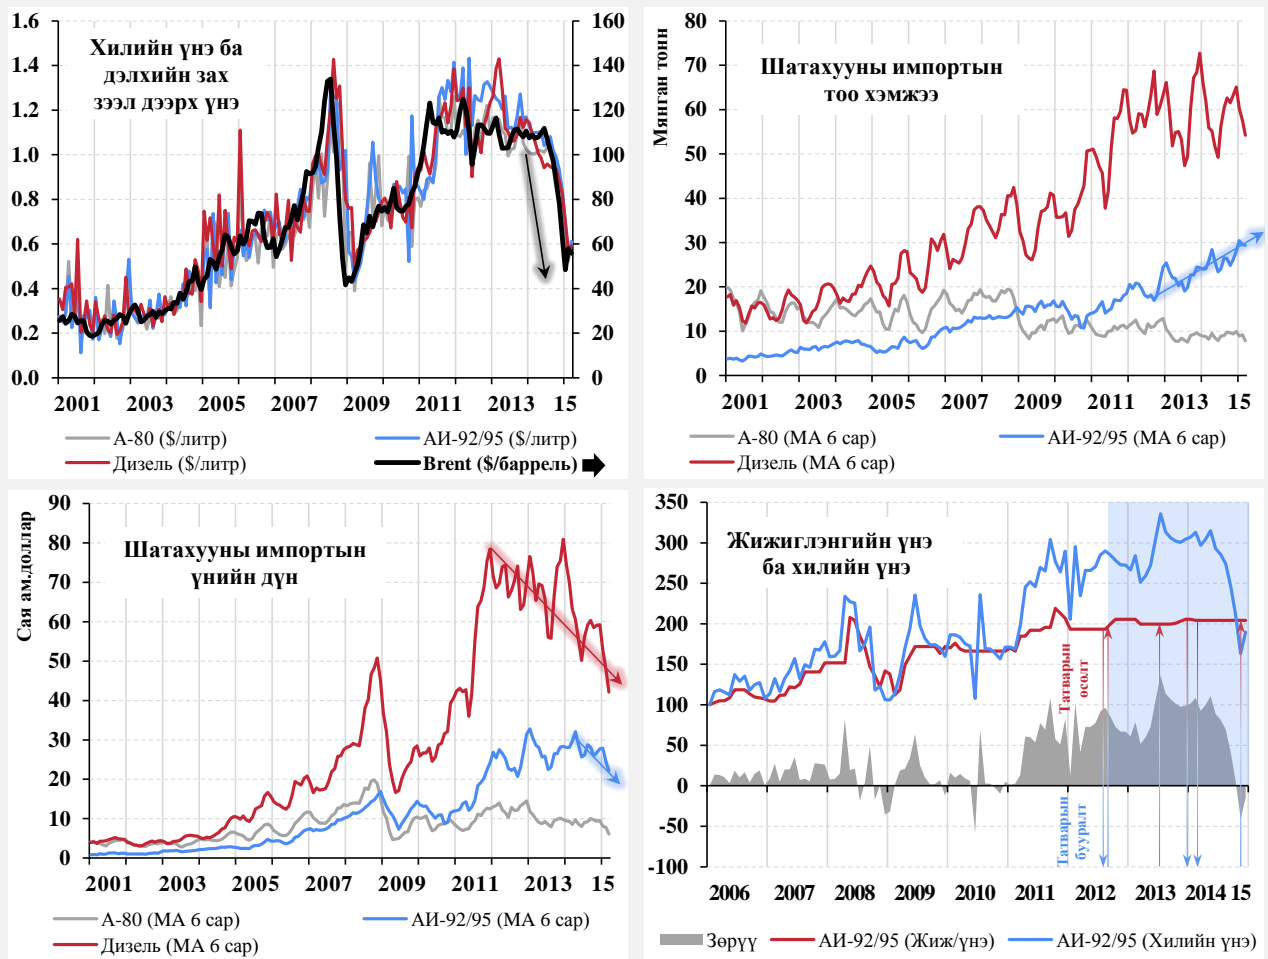 Хилийн үнэ ба
дэлхийн зах
зээл дээрх үнэ
1.6
1.4
1.2
1.0
0.8
0.6
0.4
0.2
0.0
160
140
120
100
80
60
40
20
0
2001 2003 2005 2007 2009 2011 2013 15
А-80 ($/литр) АИ-92/95 ($/литр)
Дизель ($/литр) Brent ($/баррель)
Шатахууны импортын
тоо хэмжээ
Мянган тонн
80
70
60
50
40
30
20
10
0
2001 2003 2005 2007 2009 2011 2013 15
А-80 (МА 6 сар) АИ-92/95 (МА 6 сар)
Дизель (МА 6 сар)
Шатахууны импортын
үнийн дүн
Сая ам.доллар
90
80
70
60
50
40
30
20
10
0
2001 2003 2005 2007 2009 2011 2013 15
А-80 (МА 6 сар) АИ-92/95 (МА 6 сар)
Дизель (МА 6 сар)
Жижиглэнгийн үнэ
ба хилийн үнэ
350
300
250
200
150
100
50
0
-50
-100
Татварын
өсөлт
Татварын
бууралт
2006 2007 2008 2009 2010 2011 2012 2013 2014 15
Зөрүү АИ-92/95 (Жиж/үнэ) АИ-92/95 (Хилийн үнэ)